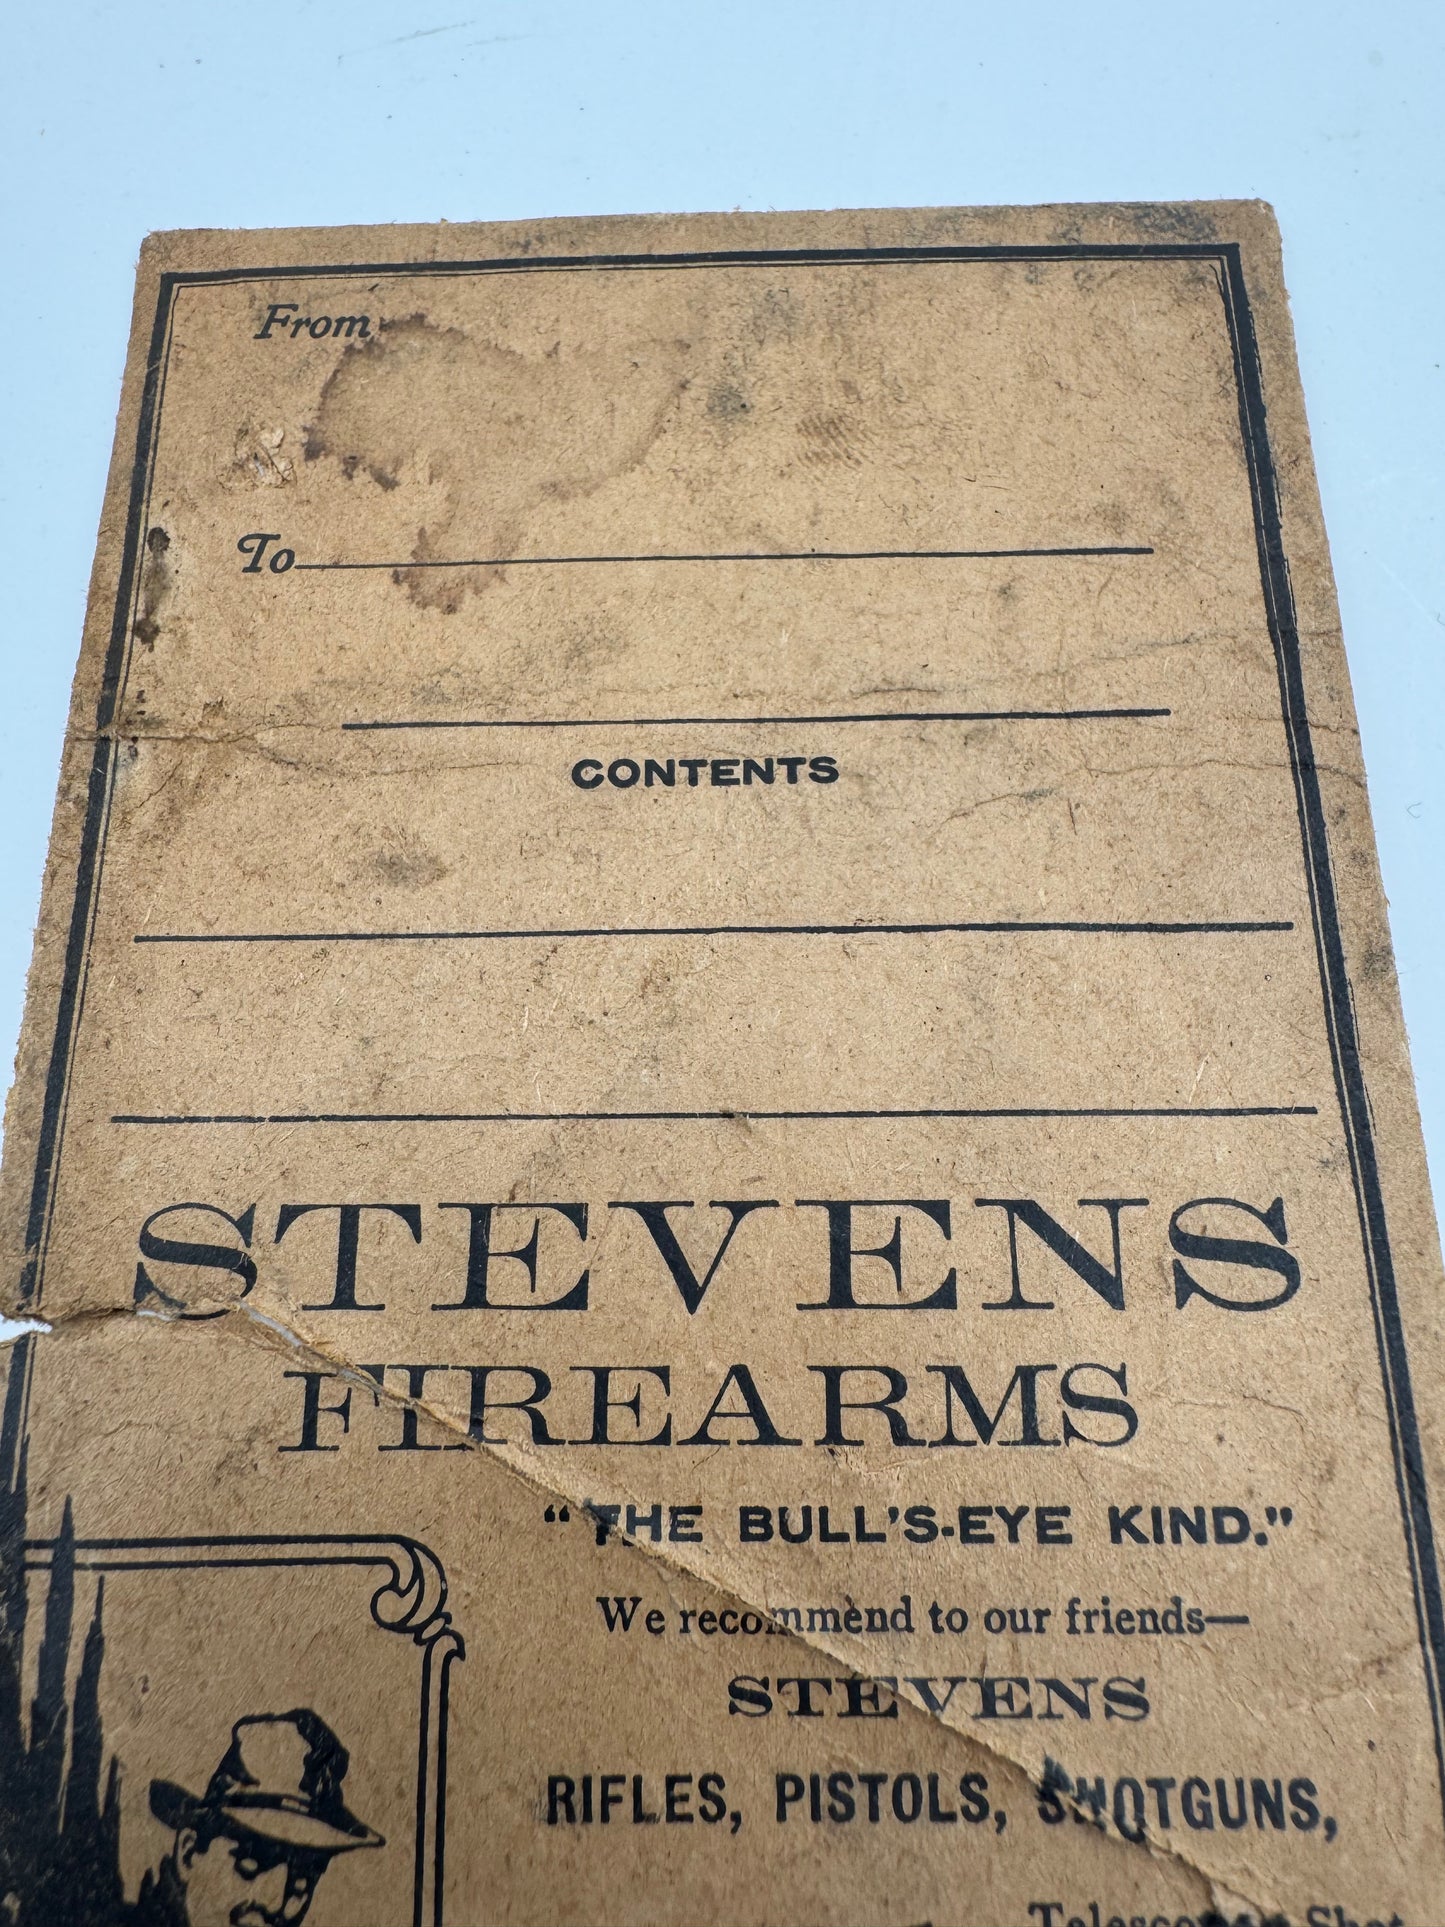 From
To
CONTENTS
STEVENS
FIREARMS
"THE BULL'S-EYE KIND."
We recommend to our friends—
STEVENS
RIFLES, PISTOLS, SHOTGUNS,